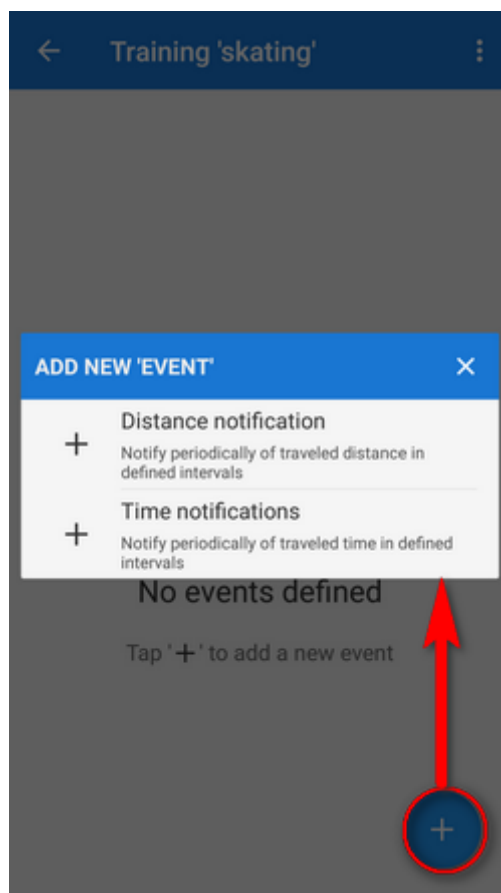 Training 'skating'
ADD NEW 'EVENT'
Distance notification
Notify periodically of traveled distance in
defined intervals
Time notifications
Notify periodically of traveled time in defined
intervals
No events defined
Tap '+' to add a new event